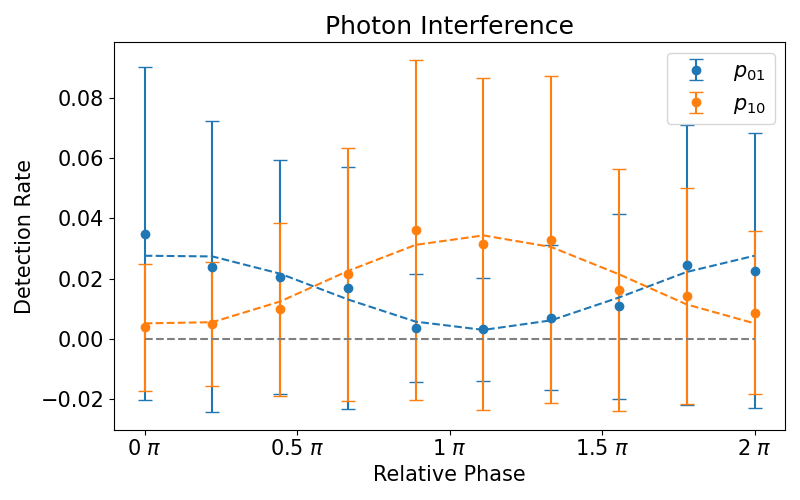 Photon Interference
p01
p10
Detection Rate
0.08
0.06
0.04
0.02
0.00
−0.02
0 π
0.5 π
1 π
1.5 π
2 π
Relative Phase